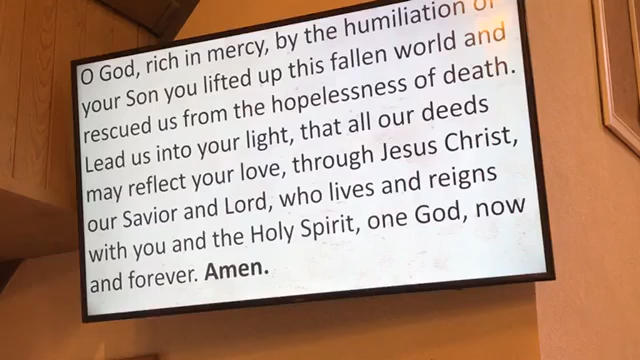 O God, rich in mercy, by the humiliation of
your Son you lifted up this fallen world and
rescued us from the hopelessness of death.
Lead us into your light, that all our deeds
may reflect your love, through Jesus Christ,
our Savior and Lord, who lives and reigns
with you and the Holy Spirit, one God, now
and forever. Amen.